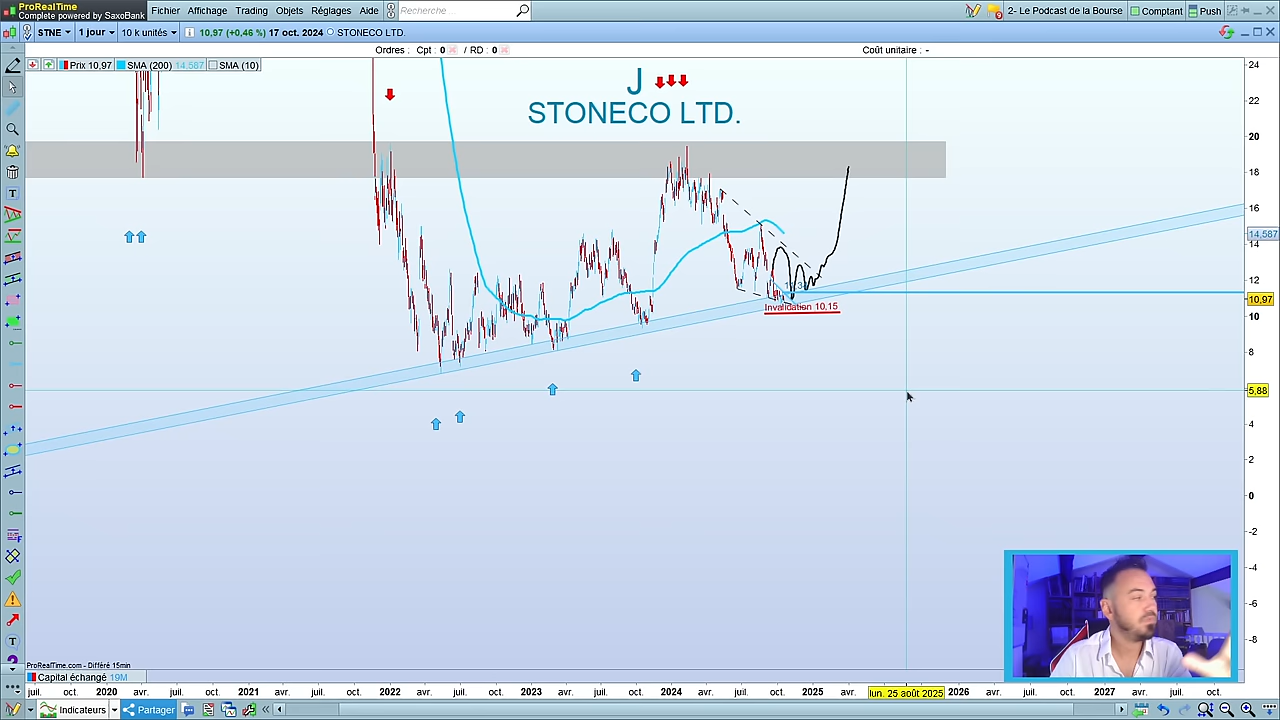 ProRealTime
Complete powered by SaxoBank
Fichier Affichage Trading Objets Réglages Aide Recherche 2- Le Podcast de la Bourse Comptant Push
STNE 1 jour 10 k unités 10,97 (+0,46 %) 17 oct. 2024 STONECO LTD.
Ordres : Cpt : 0 / RD : 0 Coût unitaire : -
Prix 10,97 SMA (200) 14,587 SMA (10)
J
STONECO LTD.
24
22
20
18
16
14,587
14
12
10,97
10
8
5,88
4
2
0
-2
-4
-6
-8
Invalidation 10,15
ProRealTime.com - Différé 15min
Capital échangé 19M
juil. oct. 2020 avr. juil. oct. 2021 avr. juil. oct. 2022 avr. juil. oct. 2023 avr. juil. oct. 2024 avr. juil. oct. 2025 avr. lun. 25 août 2025 2026 avr. juil. oct. 2027 avr. juil. oct.
Indicateurs Partager